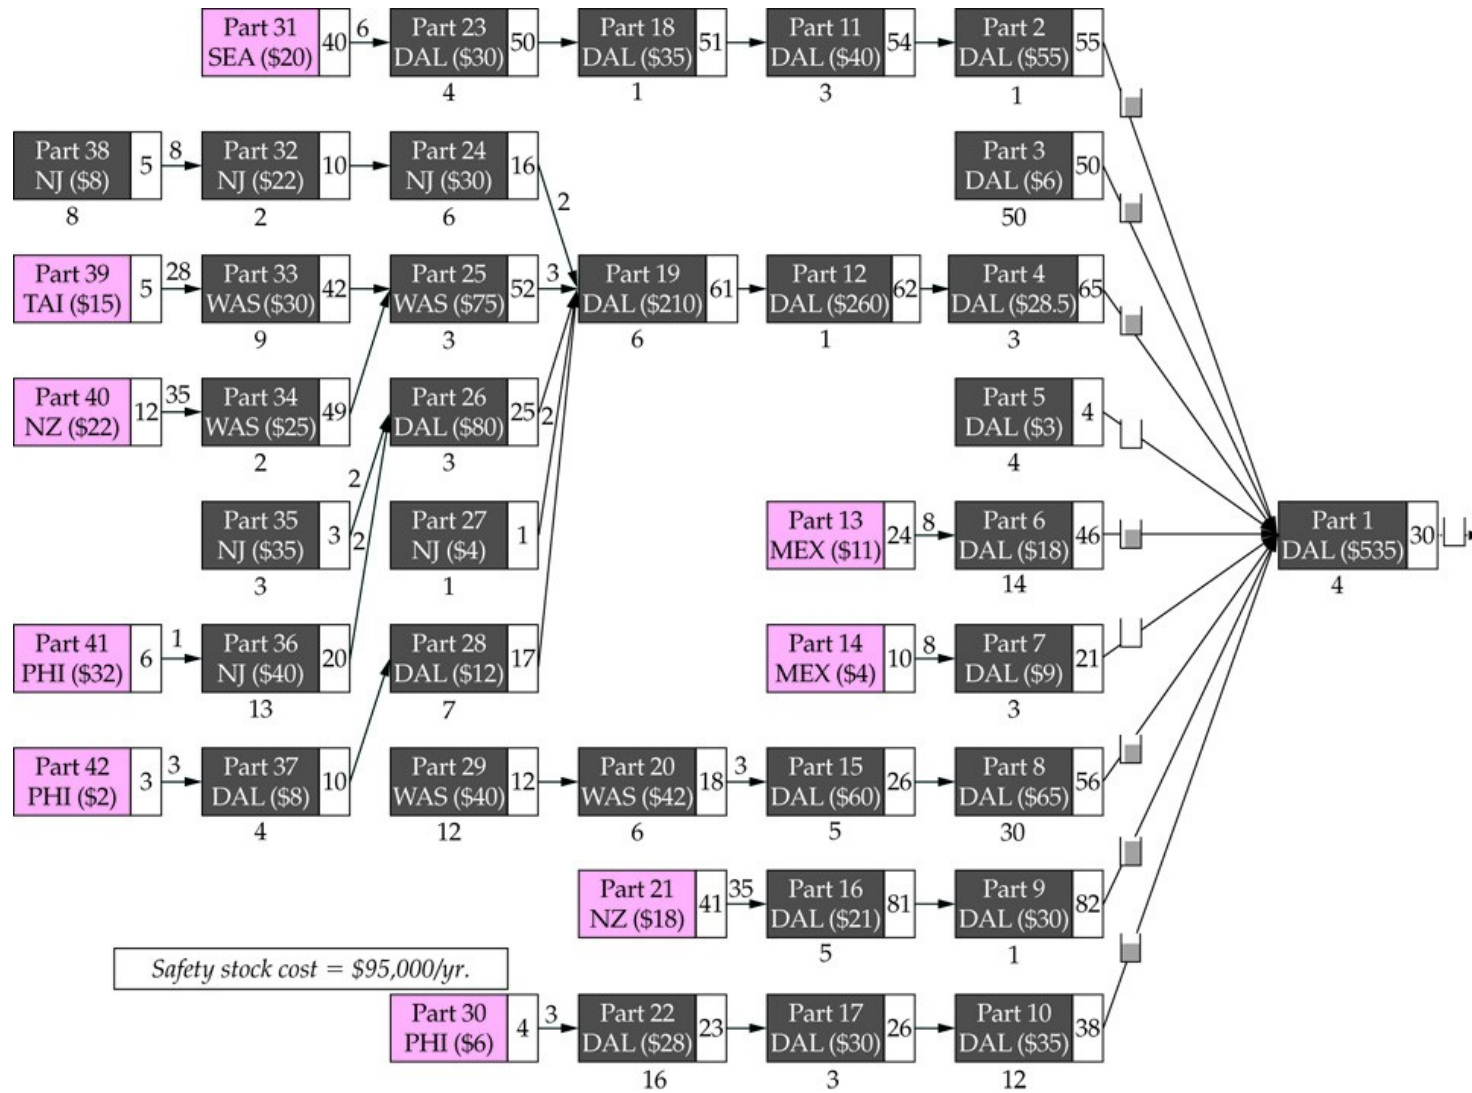 Part 31
SEA ($20)
40
6
Part 23
DAL ($30)
50
4
Part 18
DAL ($35)
51
1
Part 11
DAL ($40)
54
3
Part 2
DAL ($55)
55
1
Part 38
NJ ($8)
5
8
8
Part 32
NJ ($22)
10
2
Part 24
NJ ($30)
16
6
2
Part 3
DAL ($6)
50
50
Part 39
TAI ($15)
5
28
Part 33
WAS ($30)
42
9
Part 25
WAS ($75)
52
3
3
Part 19
DAL ($210)
61
6
Part 12
DAL ($260)
62
1
Part 4
DAL ($28.5)
65
3
Part 40
NZ ($22)
12
35
Part 34
WAS ($25)
49
2
Part 26
DAL ($80)
25
2
3
Part 5
DAL ($3)
4
4
2
Part 35
NJ ($35)
3
2
3
Part 27
NJ ($4)
1
1
Part 13
MEX ($11)
24
8
Part 6
DAL ($18)
46
14
Part 1
DAL ($535)
30
4
Part 41
PHI ($32)
6
1
Part 36
NJ ($40)
20
13
Part 28
DAL ($12)
17
7
Part 14
MEX ($4)
10
8
Part 7
DAL ($9)
21
3
Part 42
PHI ($2)
3
3
Part 37
DAL ($8)
10
4
Part 29
WAS ($40)
12
12
Part 20
WAS ($42)
18
6
3
Part 15
DAL ($60)
26
5
Part 8
DAL ($65)
56
30
Part 21
NZ ($18)
41
35
Part 16
DAL ($21)
81
5
Part 9
DAL ($30)
82
1
Safety stock cost = $95,000/yr.
Part 30
PHI ($6)
4
3
Part 22
DAL ($28)
23
16
Part 17
DAL ($30)
26
3
Part 10
DAL ($35)
38
12